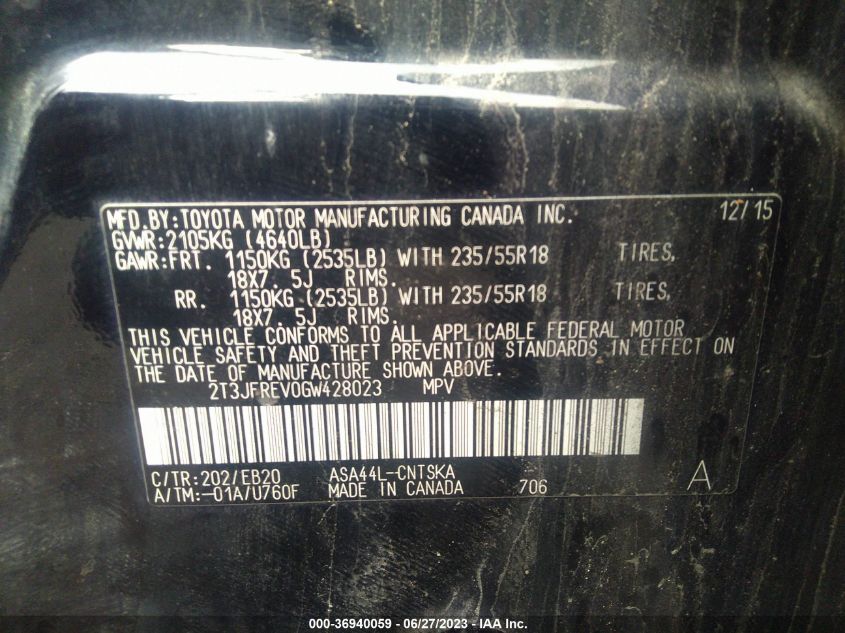 MFD.BY:TOYOTA MOTOR MANUFACTURING CANADA INC. 12/15
GVWR:2105KG (4640LB)
GAWR:FRT. 1150KG (2535LB) WITH 235/55R18 TIRES,
18X7. 5J RIMS.
RR. 1150KG (2535LB) WITH 235/55R18 TIRES,
18X7. 5J RIMS.
THIS VEHICLE CONFORMS TO ALL APPLICABLE FEDERAL MOTOR
VEHICLE SAFETY AND THEFT PREVENTION STANDARDS IN EFFECT ON
THE DATE OF MANUFACTURE SHOWN ABOVE.
2T3JFREV0GW428023 MPV
C/TR:202/EB20 ASA44L-CNTSKA A
A/TM:-01A/U760F MADE IN CANADA 706
000-36940059 - 06/27/2023 - IAA Inc.